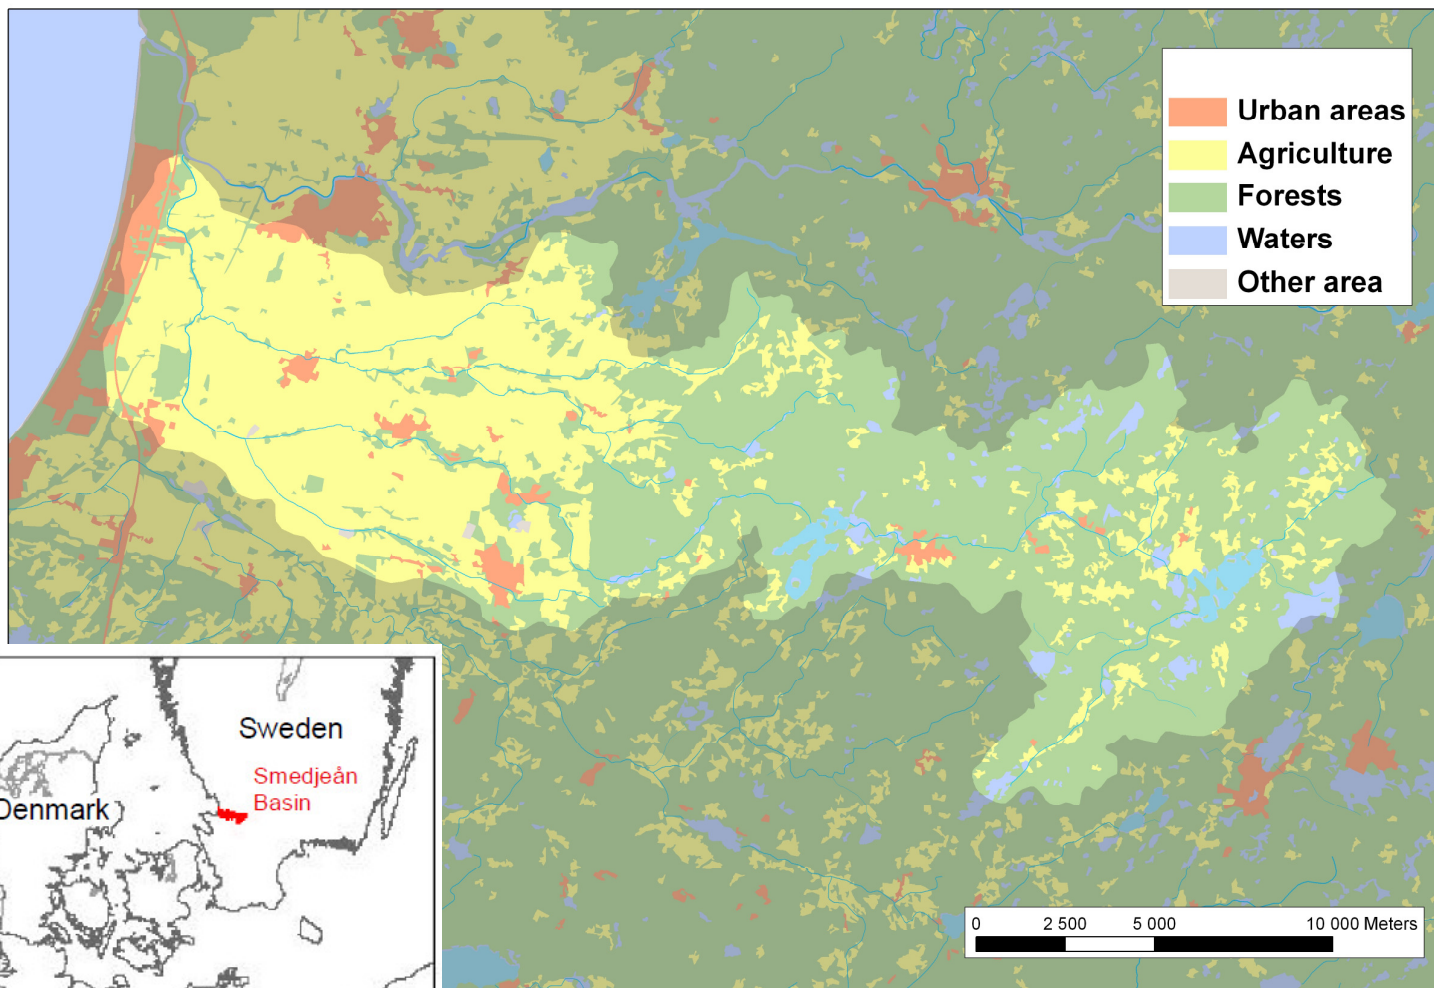 Urban areas
Agriculture
Forests
Waters
Other area
Sweden
Smedjeån
Basin
Denmark
0 2 500 5 000 10 000 Meters